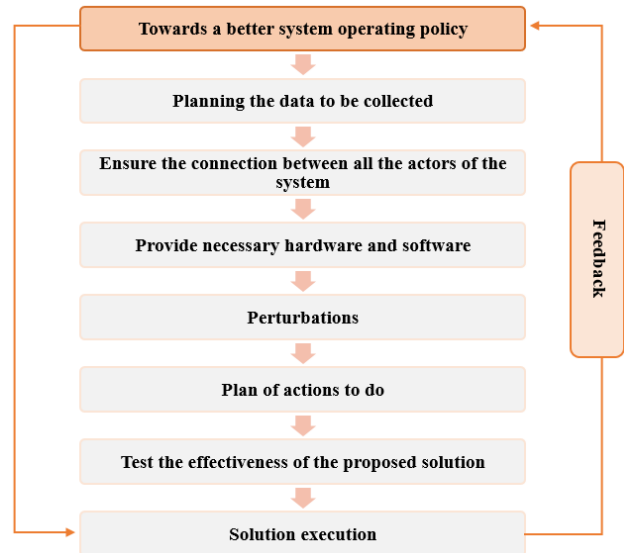 Towards a better system operating policy
Planning the data to be collected
Ensure the connection between all the actors of the
system
Provide necessary hardware and software
Perturbations
Plan of actions to do
Test the effectiveness of the proposed solution
Solution execution
Feedback